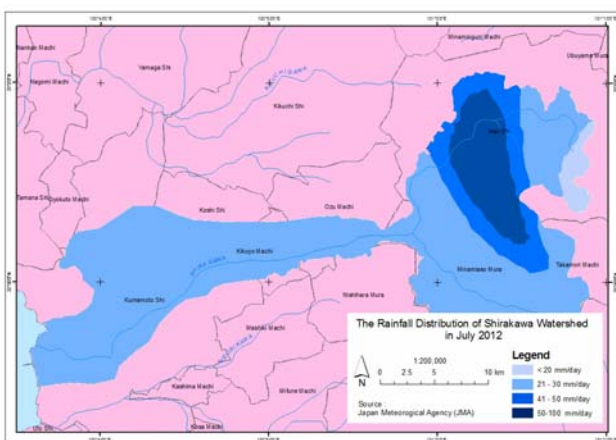 Minamioguni Machi
Ubuyama Mura
Nankan Machi
Yamaga Shi
Nagomi Machi
Kikuchi Shi
Aso Shi
Tamana Shi
Gyokuto Machi
Koshi Shi
Ozu Machi
Kikuyo Machi
Takamori Machi
Minamiaso Mura
Kumamoto Shi
Nishihara Mura
Mashiki Machi
Kashima Machi
Mifune Machi
Uto Shi
The Rainfall Distribution of Shirakawa Watershed
in July 2012
1:200,000
0 2.5 5 10 km
N
Source :
Japan Meteorogical Agency (JMA)
Legend
< 20 mm/day
21 - 30 mm/day
41 - 50 mm/day
50-100 mm/day